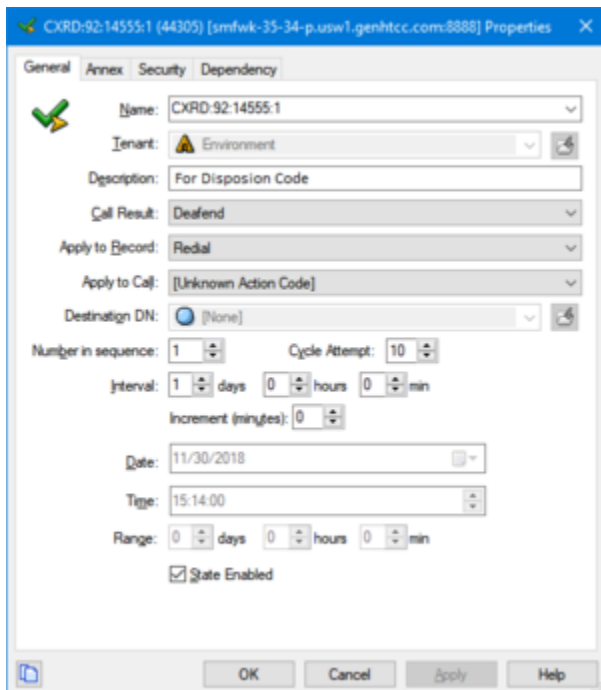 CXRD:92:14555:1 (44305) [smfwk-35-34-p.usw1.genhtcc.com:8888] Properties
General Annex Security Dependency
Name: CXRD:92:14555:1
Tenant: Environment
Description: For Disposion Code
Call Result: Deafend
Apply to Record: Redial
Apply to Call: [Unknown Action Code]
Destination DN: [None]
Number in sequence: 1 Cycle Attempt: 10
Interval: 1 days 0 hours 0 min
Increment (minutes): 0
Date: 11/30/2018
Time: 15:14:00
Range: 0 days 0 hours 0 min
State Enabled
OK Cancel Apply Help